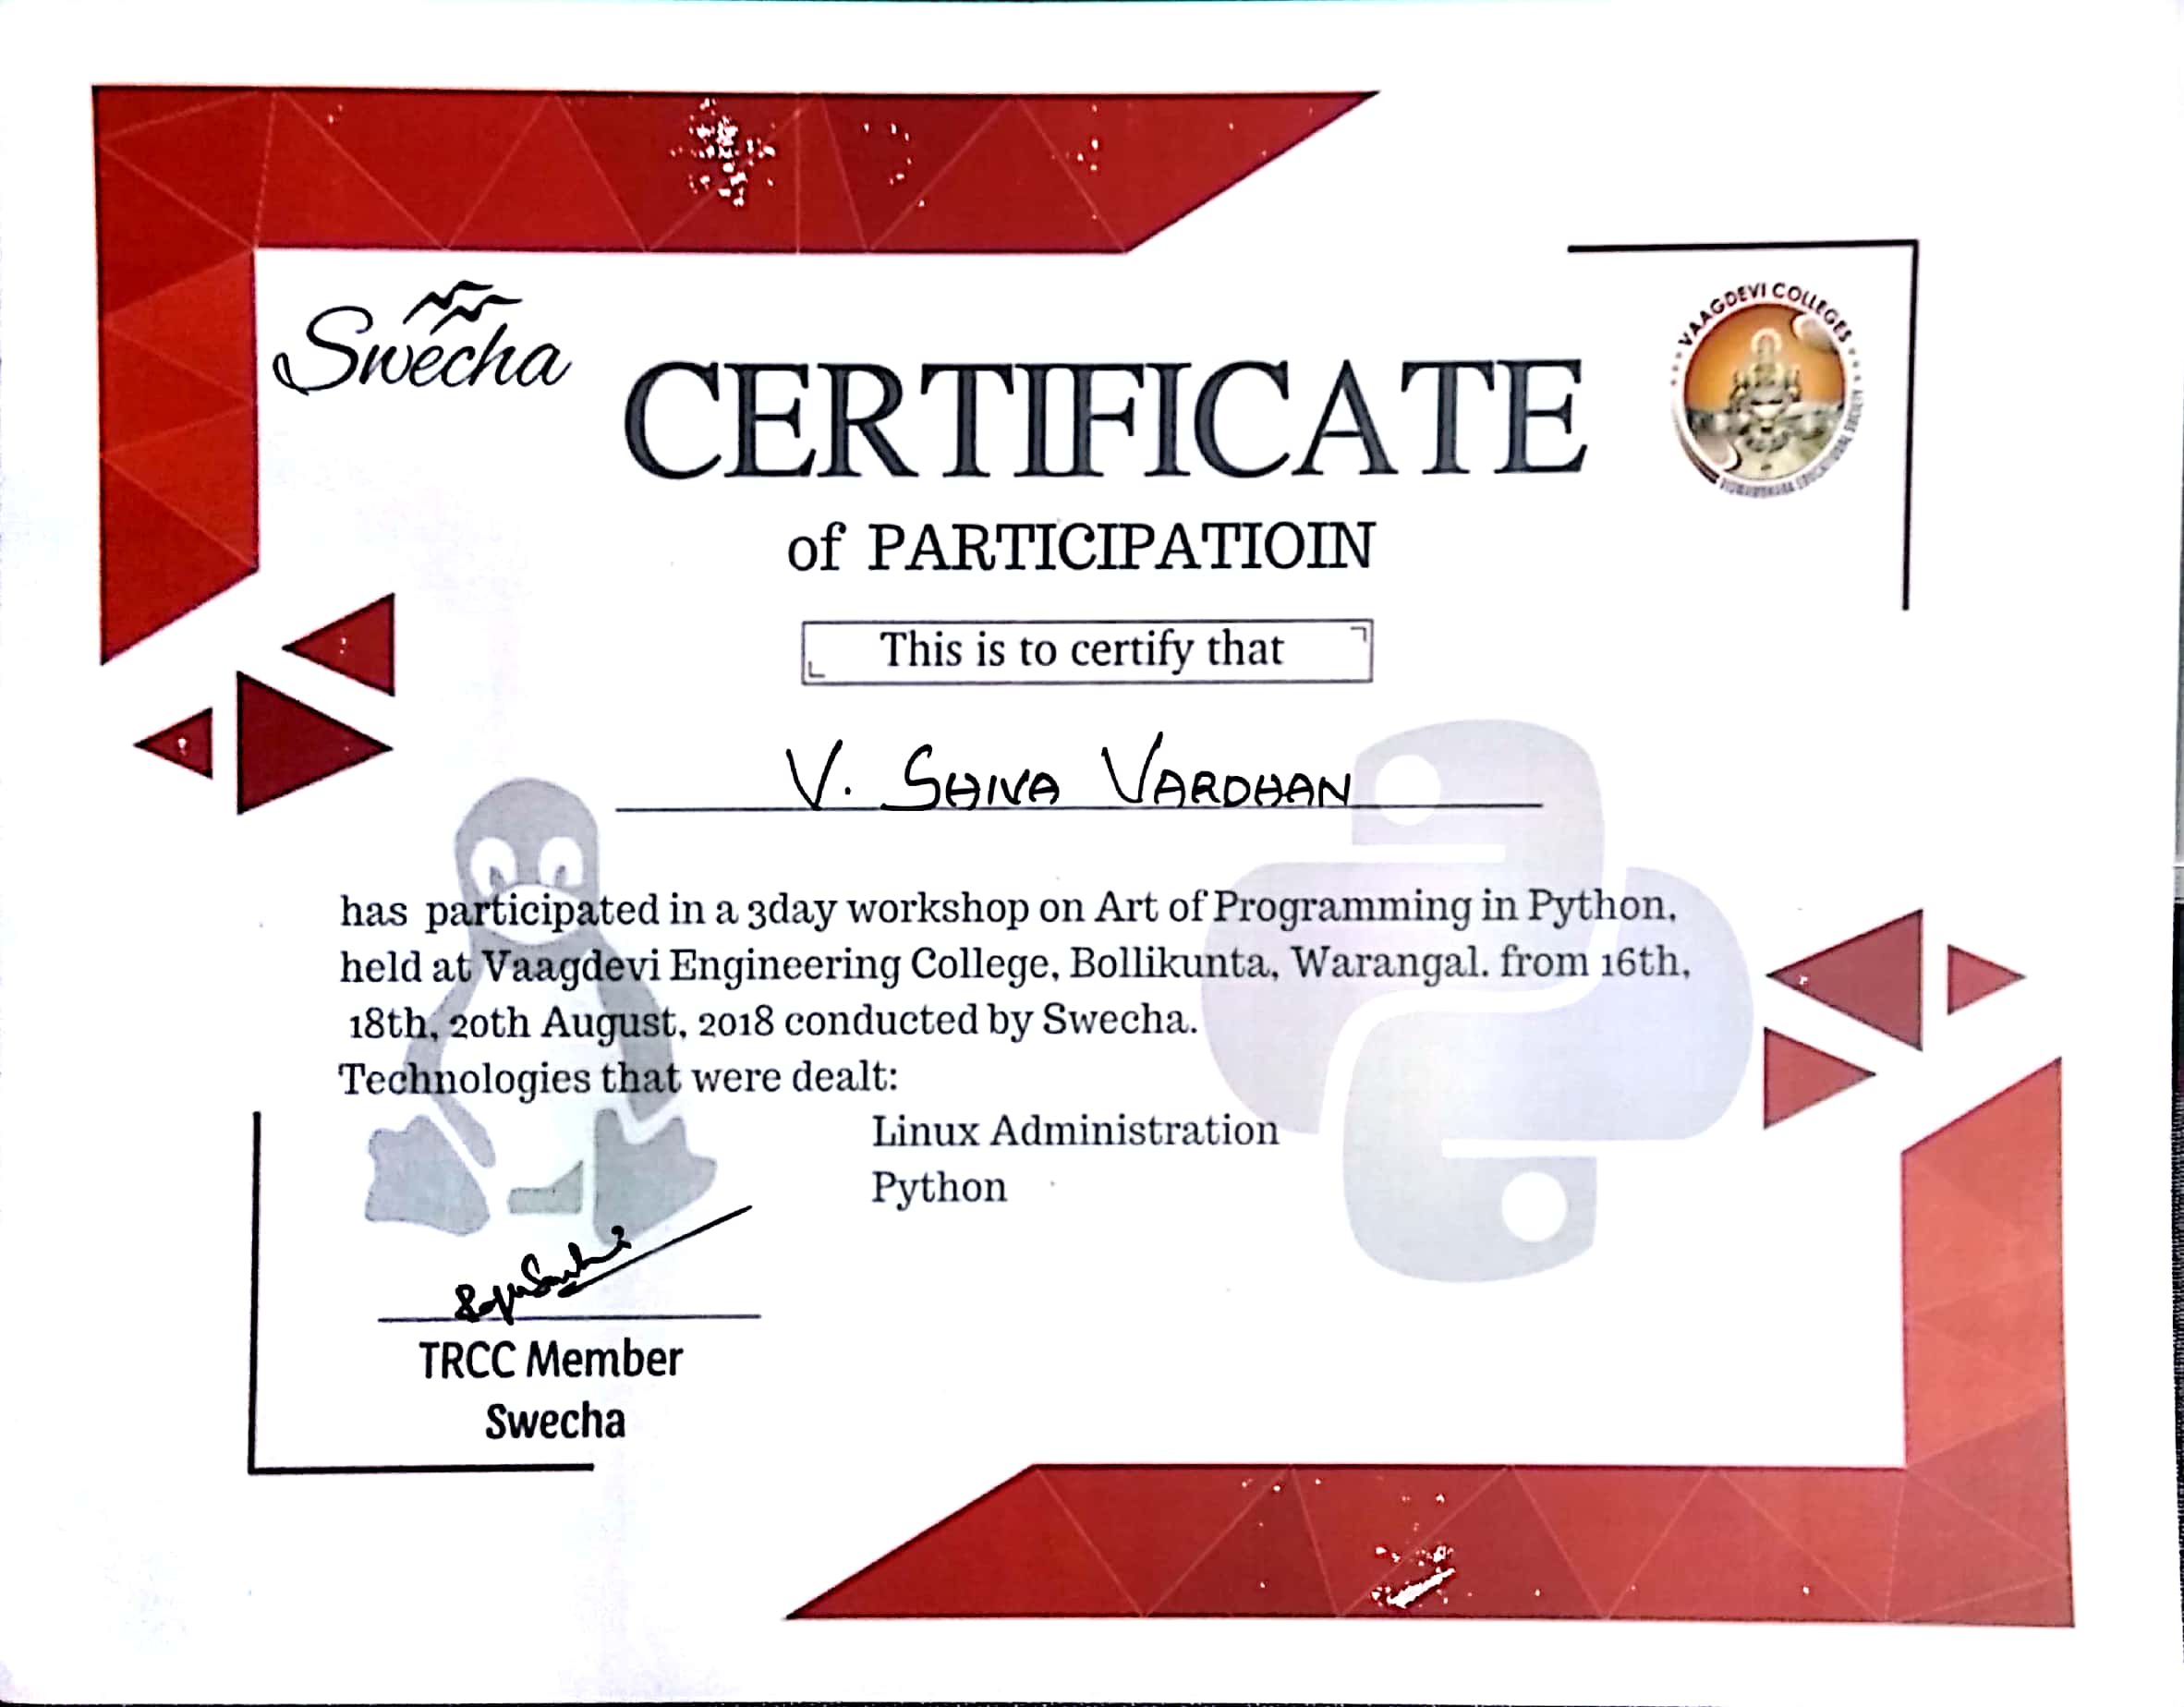 Swecha
VAAGDEVI COLLEGES
CERTIFICATE
of PARTICIPATIOIN
This is to certify that
V. SHIVA VARDHAN
has participated in a 3day workshop on Art of Programming in Python,
held at Vaagdevi Engineering College, Bollikunta, Warangal. from 16th,
18th, 20th August, 2018 conducted by Swecha.
Technologies that were dealt:
Linux Administration
Python
TRCC Member
Swecha